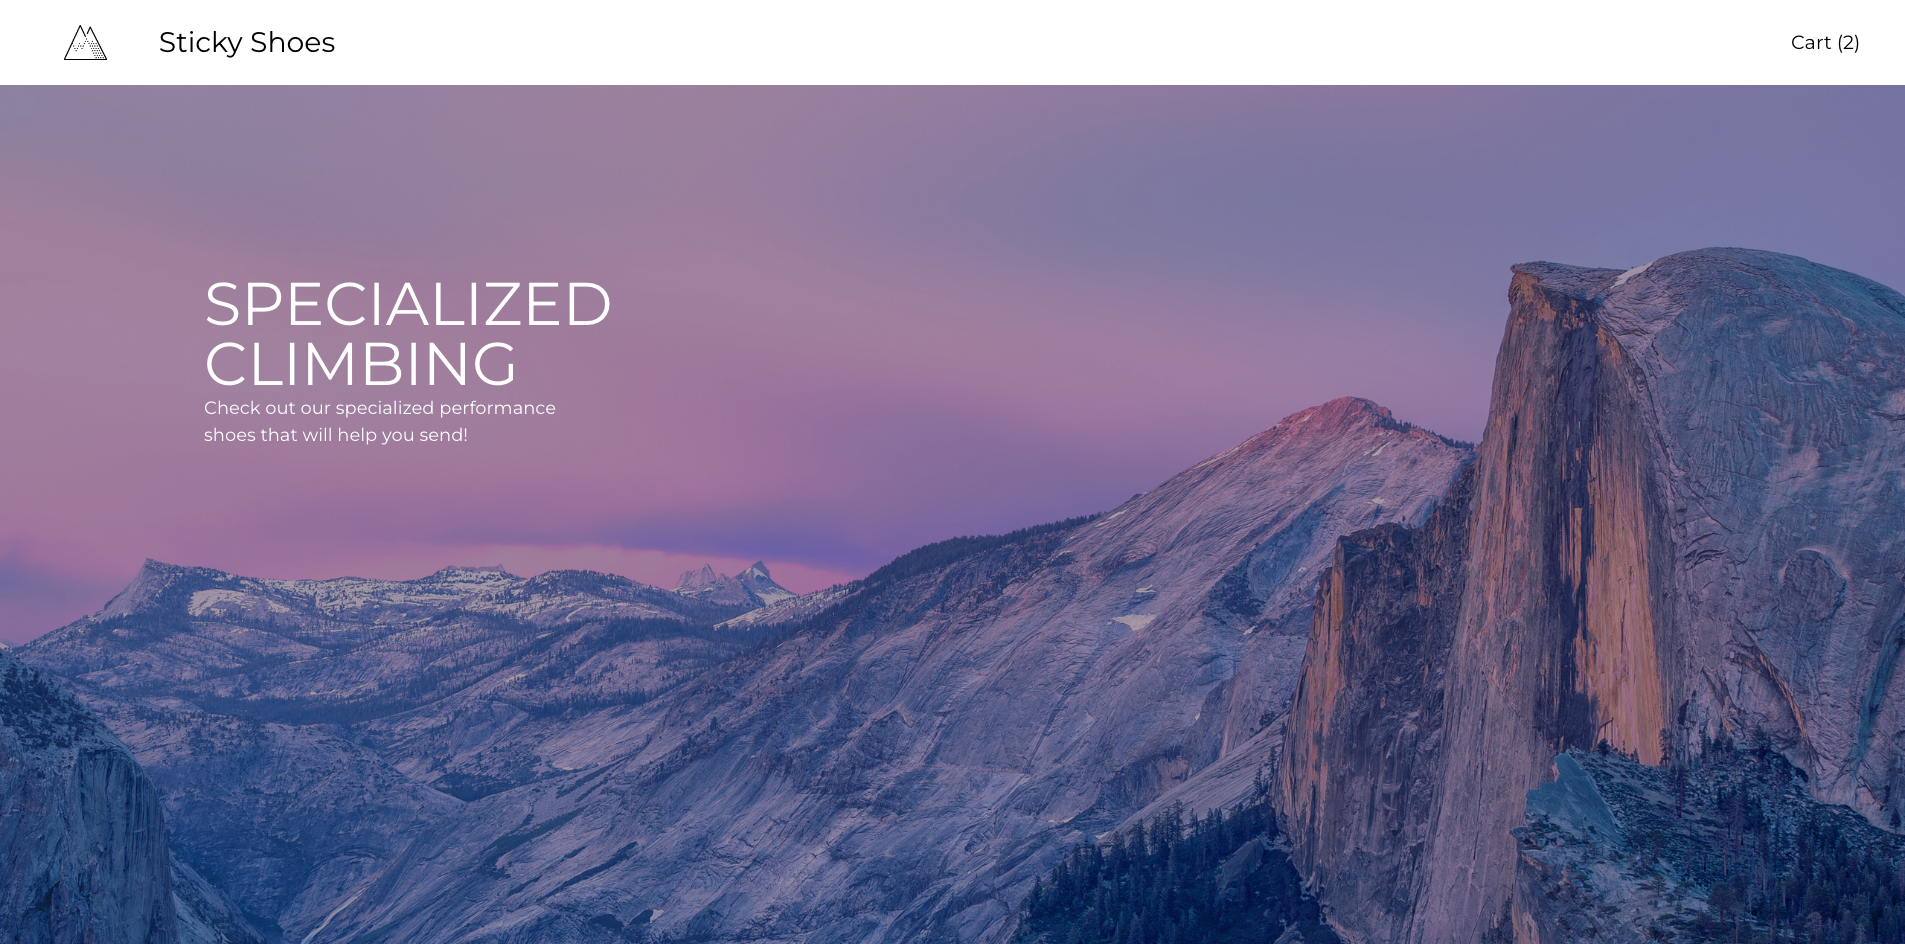 Sticky Shoes
Cart (2)
SPECIALIZED
CLIMBING
Check out our specialized performance
shoes that will help you send!